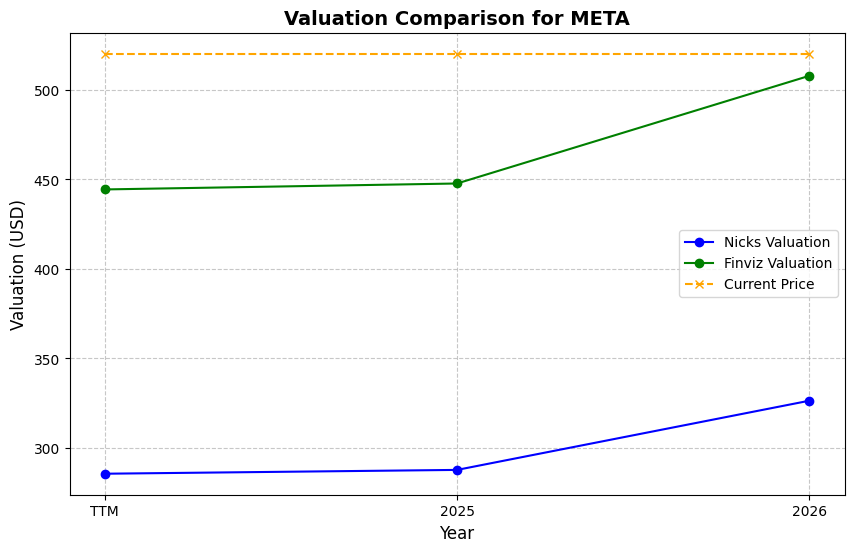 Valuation Comparison for META
Valuation (USD)
500
450
400
350
300
Nicks Valuation
Finviz Valuation
Current Price
TTM
2025
2026
Year